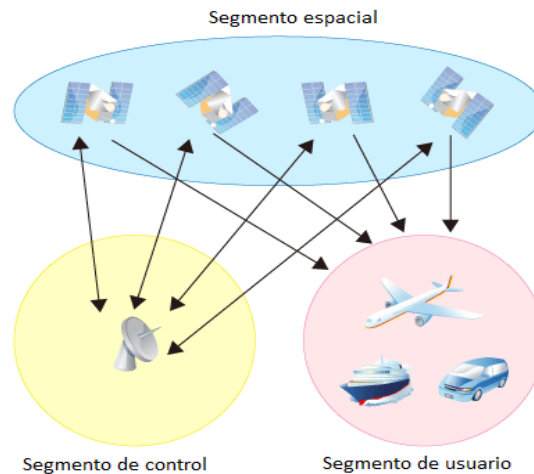 Segmento espacial
Segmento de control
Segmento de usuario